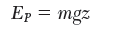 E_P = mgz